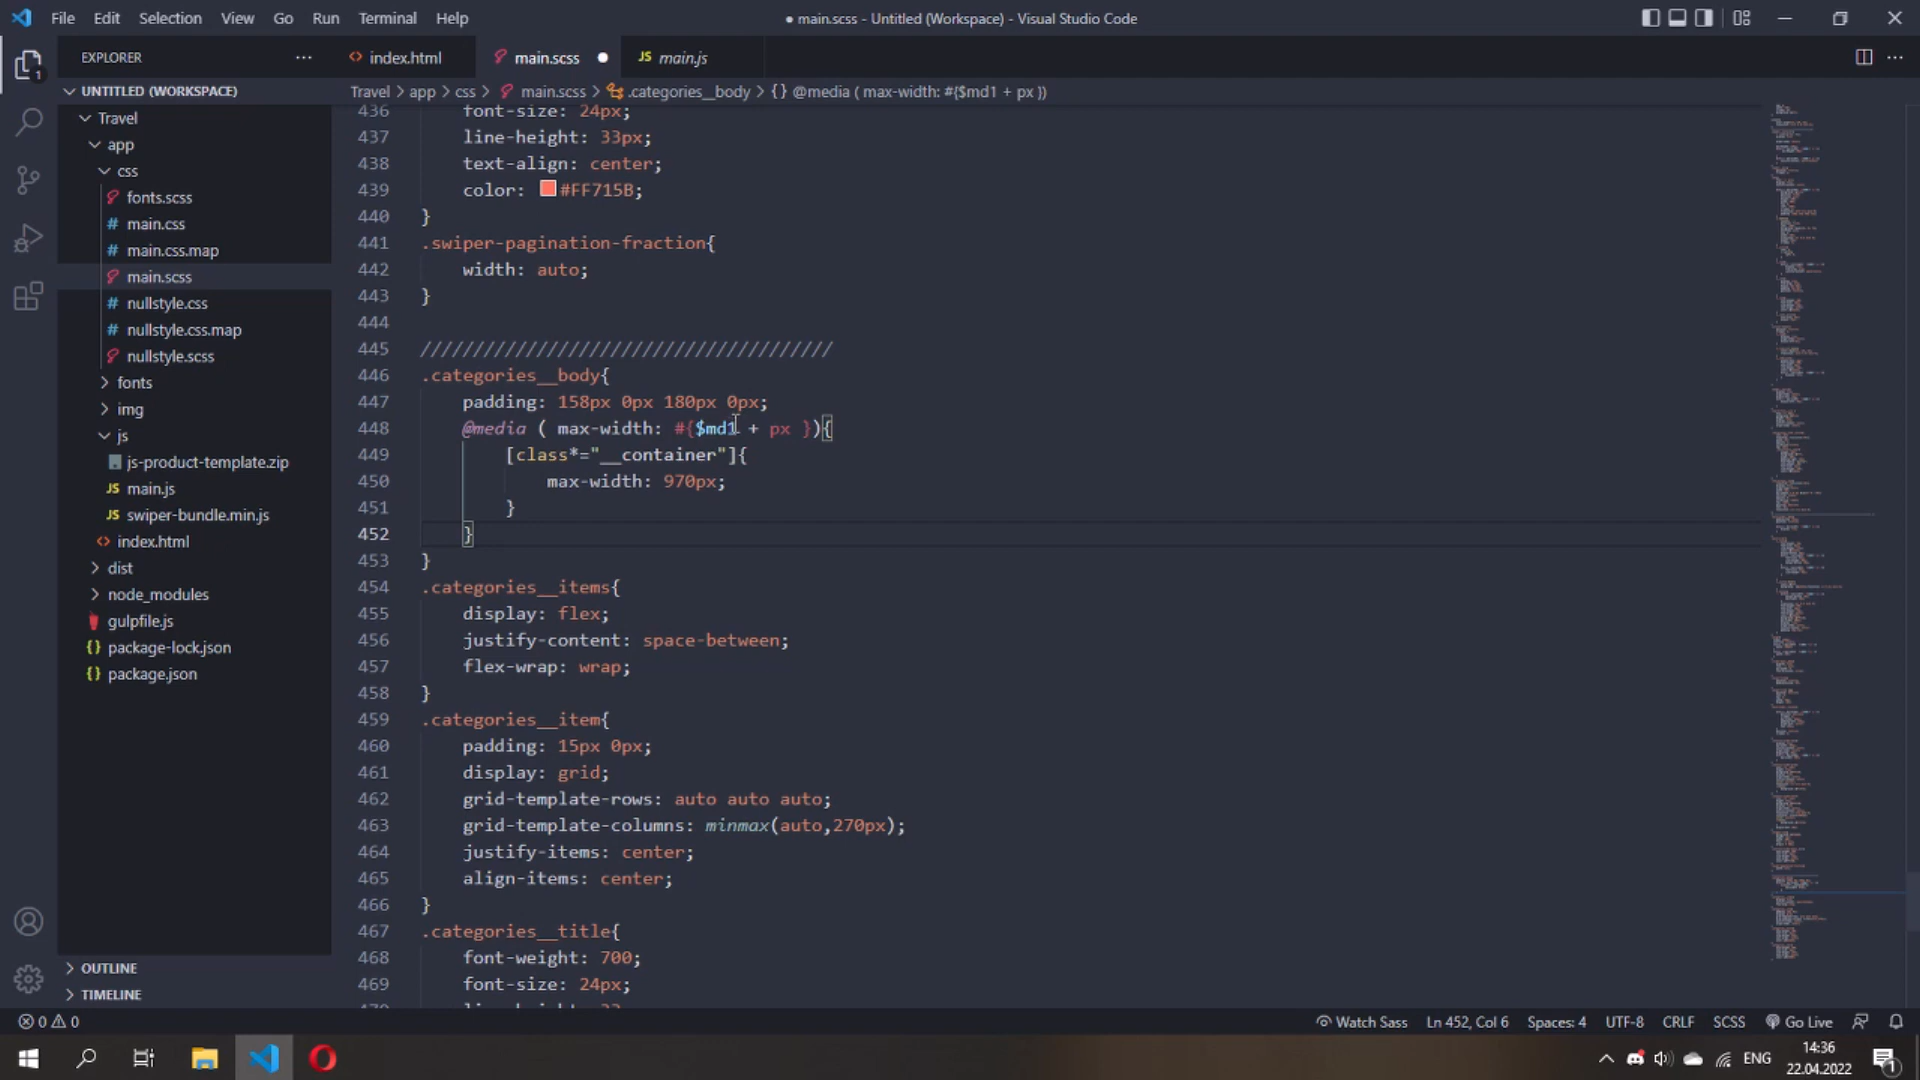 File Edit Selection View Go Run Terminal Help
● main.scss - Untitled (Workspace) - Visual Studio Code
EXPLORER ···
index.html
main.scss
JS main.js
UNTITLED (WORKSPACE)
Travel > app > css > main.scss > .categories__body > {} @media ( max-width: #{$md1 + px })
Travel
app
css
fonts.scss
# main.css
# main.css.map
main.scss
# nullstyle.css
# nullstyle.css.map
nullstyle.scss
fonts
img
js
js-product-template.zip
JS main.js
JS swiper-bundle.min.js
index.html
dist
node_modules
gulpfile.js
{} package-lock.json
{} package.json
OUTLINE
TIMELINE
436 font-size: 24px;
437 line-height: 33px;
438 text-align: center;
439 color: #FF715B;
440 }
441 .swiper-pagination-fraction{
442 width: auto;
443 }
444
445 ///////////////////////////////////////
446 .categories__body{
447 padding: 158px 0px 180px 0px;
448 @media ( max-width: #{$md1 + px }){
449 [class*="__container"]{
450 max-width: 970px;
451 }
452 }
453 }
454 .categories__items{
455 display: flex;
456 justify-content: space-between;
457 flex-wrap: wrap;
458 }
459 .categories__item{
460 padding: 15px 0px;
461 display: grid;
462 grid-template-rows: auto auto auto;
463 grid-template-columns: minmax(auto,270px);
464 justify-items: center;
465 align-items: center;
466 }
467 .categories__title{
468 font-weight: 700;
469 font-size: 24px;
0 0
Watch Sass Ln 452, Col 6 Spaces: 4 UTF-8 CRLF SCSS Go Live
ENG
14:36
22.04.2022
1